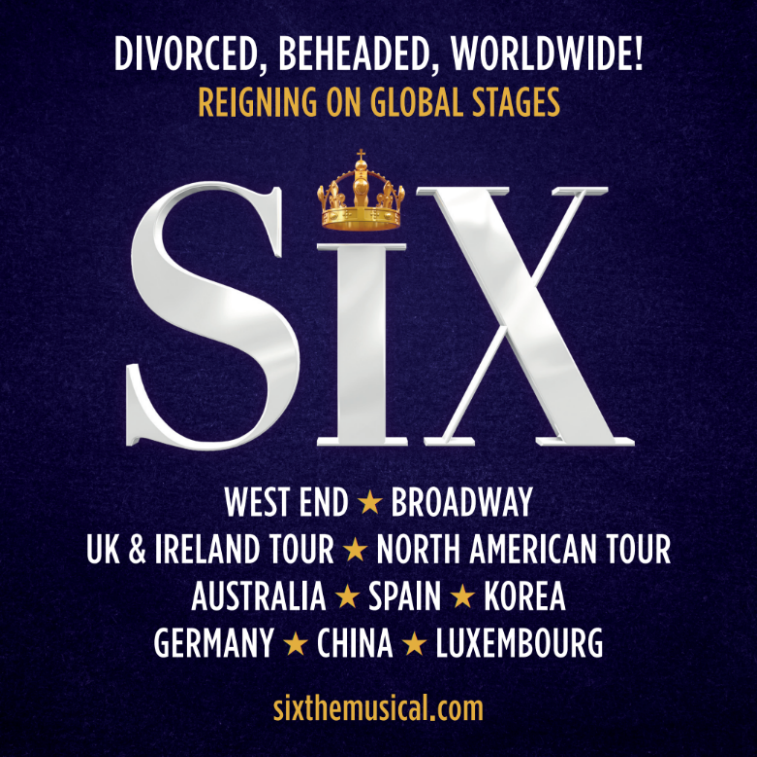 DIVORCED, BEHEADED, WORLDWIDE!
REIGNING ON GLOBAL STAGES
SiX
WEST END ★ BROADWAY
UK & IRELAND TOUR ★ NORTH AMERICAN TOUR
AUSTRALIA ★ SPAIN ★ KOREA
GERMANY ★ CHINA ★ LUXEMBOURG
sixthemusical.com